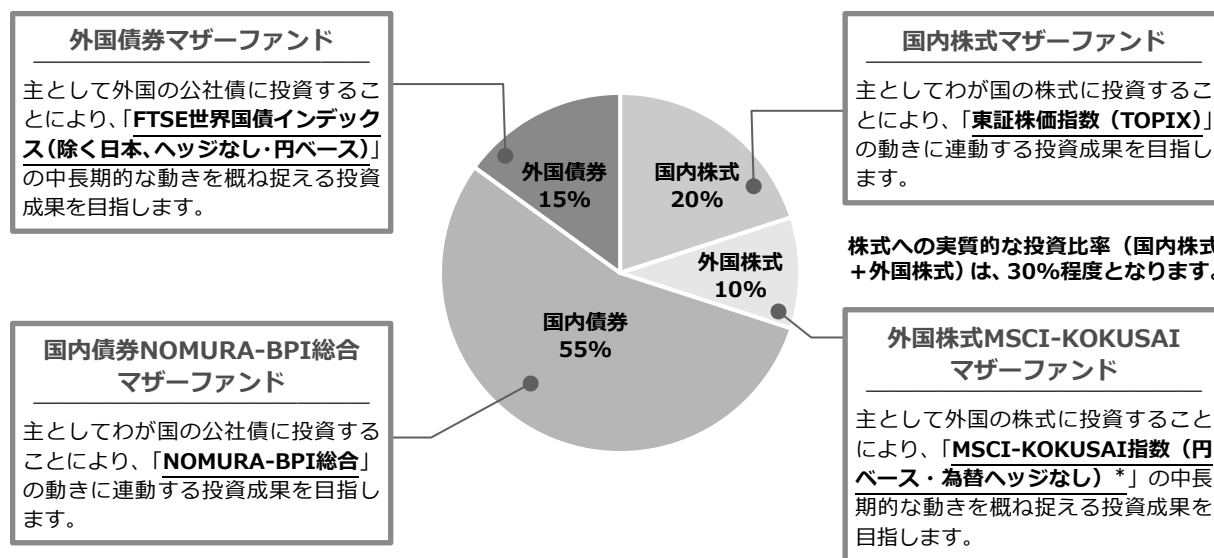 外国債券マザーファンド
主として外国の公社債に投資するこ
とにより、「FTSE世界国債インデック
ス(除く日本、ヘッジなし・円ベース)」
の中長期的な動きを概ね捉える投資
成果を目指します。
国内株式マザーファンド
主としてわが国の株式に投資するこ
とにより、「東証株価指数（TOPIX）」
の動きに連動する投資成果を目指し
ます。
外国債券
15%
国内株式
20%
株式への実質的な投資比率（国内株式
＋外国株式）は、30%程度となります。
外国株式
10%
国内債券
55%
国内債券NOMURA-BPI総合
マザーファンド
主としてわが国の公社債に投資する
ことにより、「NOMURA-BPI総合」
の動きに連動する投資成果を目指し
ます。
外国株式MSCI-KOKUSAI
マザーファンド
主として外国の株式に投資すること
により、「MSCI-KOKUSAI指数（円
ベース・為替ヘッジなし）*」の中長
期的な動きを概ね捉える投資成果を
目指します。